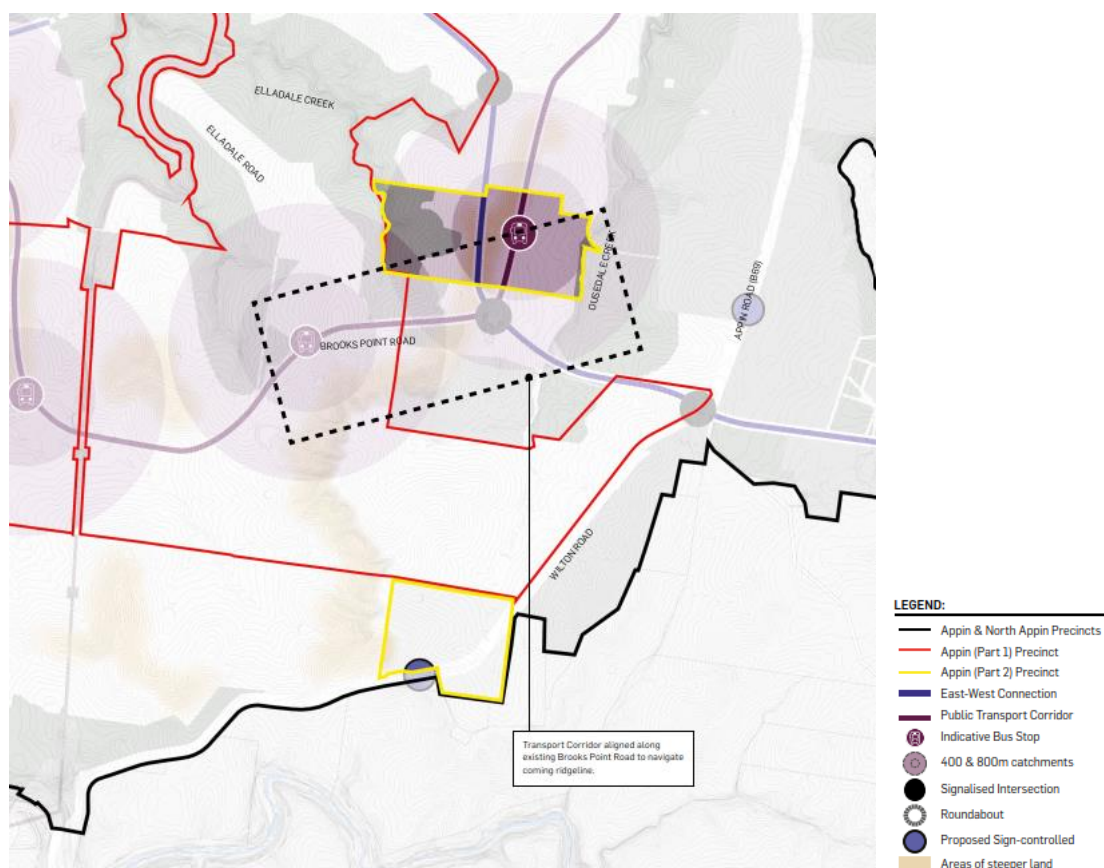 ELLADALE CREEK
ELLADALE ROAD
OUSEDALE CREEK
APPIN ROAD (B69)
BROOKS POINT ROAD
WILTON ROAD
Transport Corridor aligned along
existing Brooks Point Road to navigate
coming ridgeline.
LEGEND:
Appin & North Appin Precincts
Appin (Part 1) Precinct
Appin (Part 2) Precinct
East-West Connection
Public Transport Corridor
Indicative Bus Stop
400 & 800m catchments
Signalised Intersection
Roundabout
Proposed Sign-controlled
Areas of steeper land